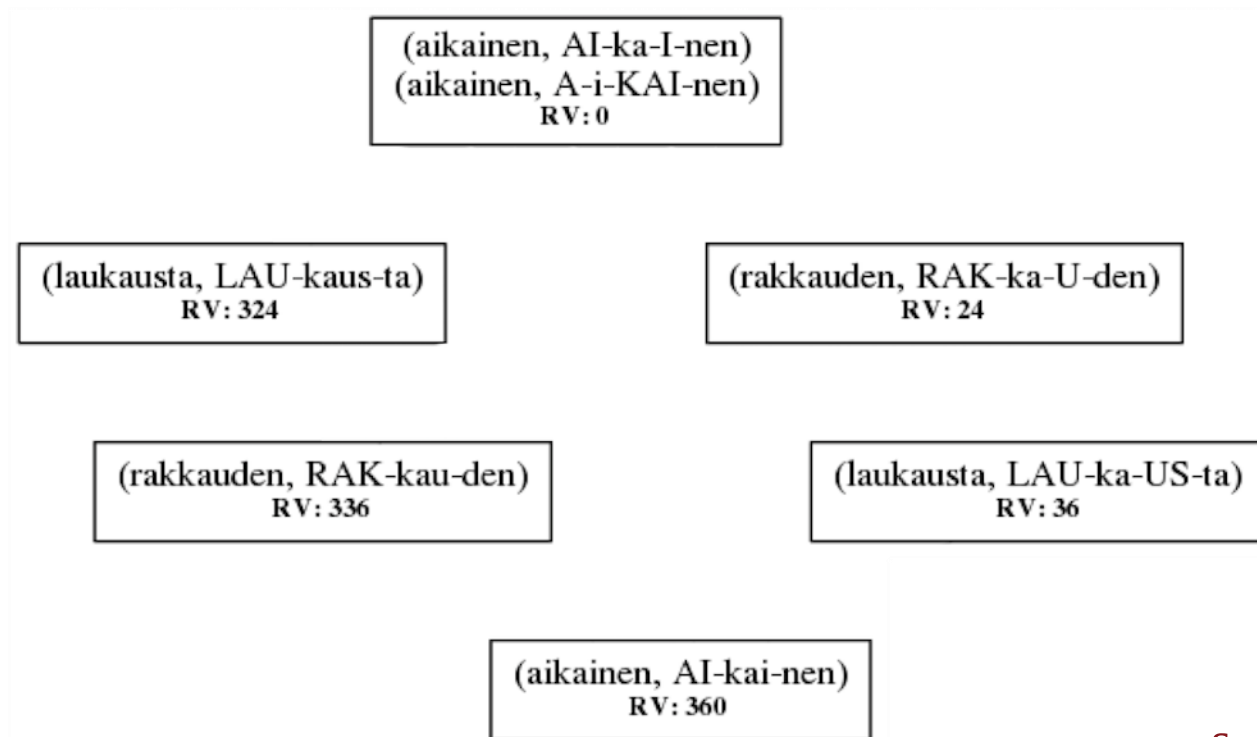 (aikainen, AI-ka-I-nen)
(aikainen, A-i-KAI-nen)
RV: 0
(laukausta, LAU-kaus-ta)
RV: 324
(rakkauden, RAK-ka-U-den)
RV: 24
(rakkauden, RAK-kau-den)
RV: 336
(laukausta, LAU-ka-US-ta)
RV: 36
(aikainen, AI-kai-nen)
RV: 360